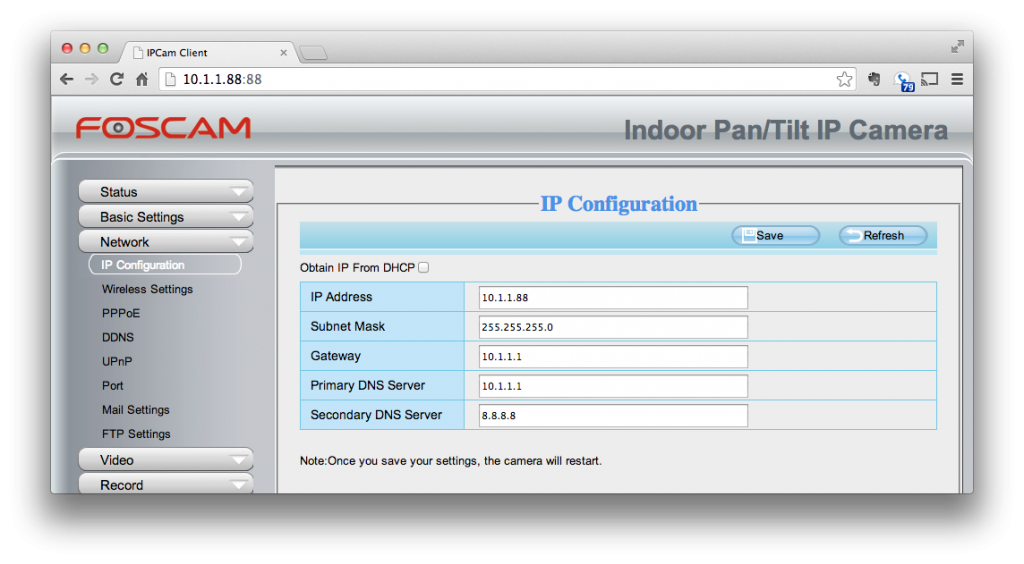 IPCam Client
10.1.1.88:88
79
FOSCAM
Indoor Pan/Tilt IP Camera
Status
Basic Settings
Network
IP Configuration
Wireless Settings
PPPoE
DDNS
UPnP
Port
Mail Settings
FTP Settings
Video
Record
IP Configuration
Save
Refresh
Obtain IP From DHCP
IP Address
10.1.1.88
Subnet Mask
255.255.255.0
Gateway
10.1.1.1
Primary DNS Server
10.1.1.1
Secondary DNS Server
8.8.8.8
Note:Once you save your settings, the camera will restart.